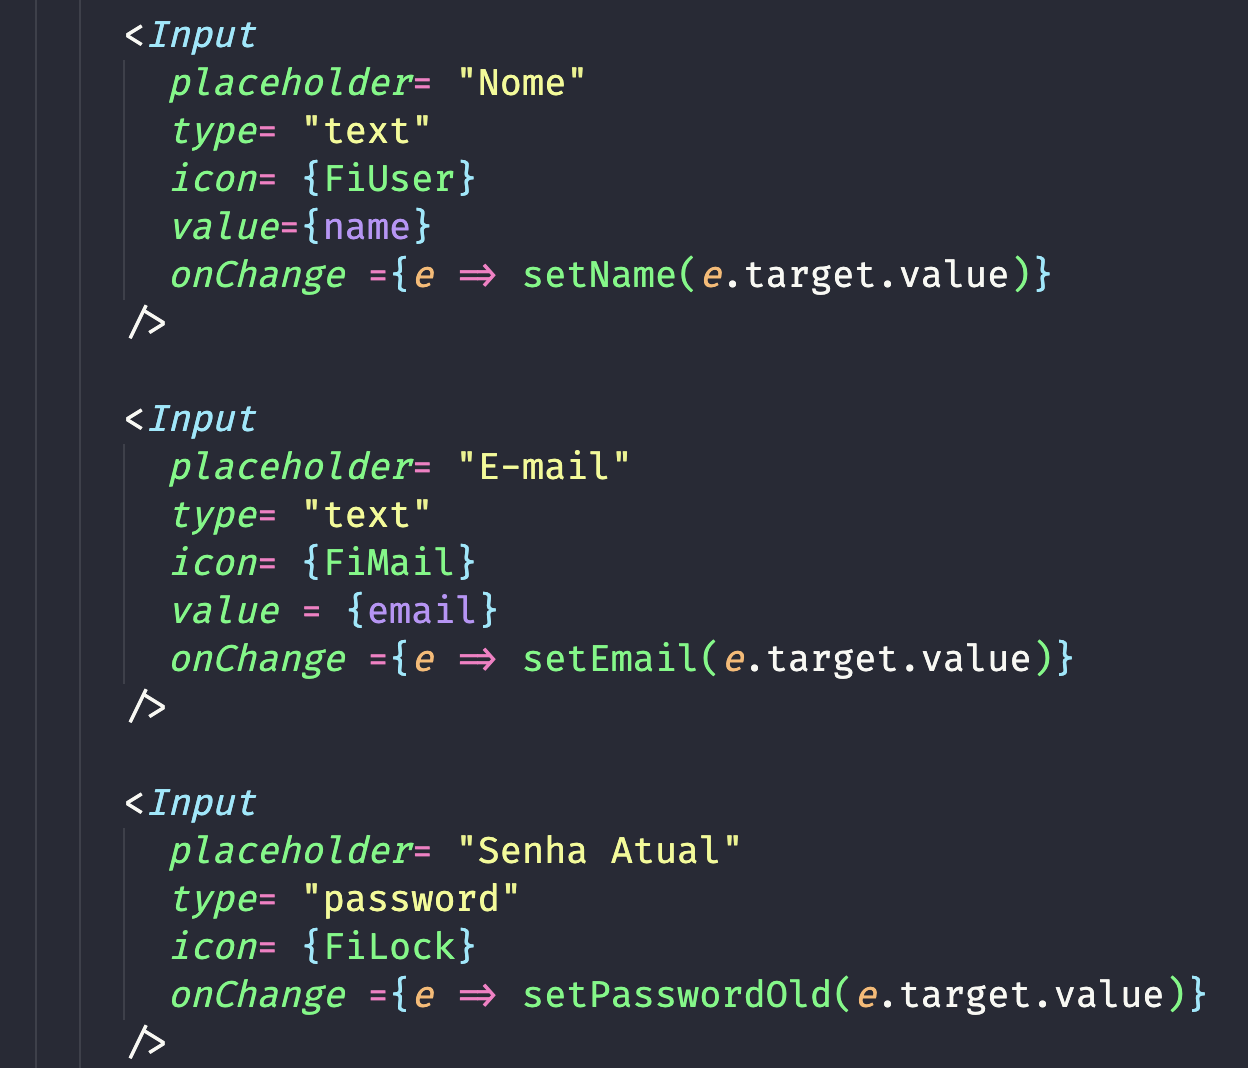 <Input
placeholder= "Nome"
type= "text"
icon= {FiUser}
value={name}
onChange ={e => setName(e.target.value)}
/>
<Input
placeholder= "E-mail"
type= "text"
icon= {FiMail}
value = {email}
onChange ={e => setEmail(e.target.value)}
/>
<Input
placeholder= "Senha Atual"
type= "password"
icon= {FiLock}
onChange ={e => setPasswordOld(e.target.value)}
/>